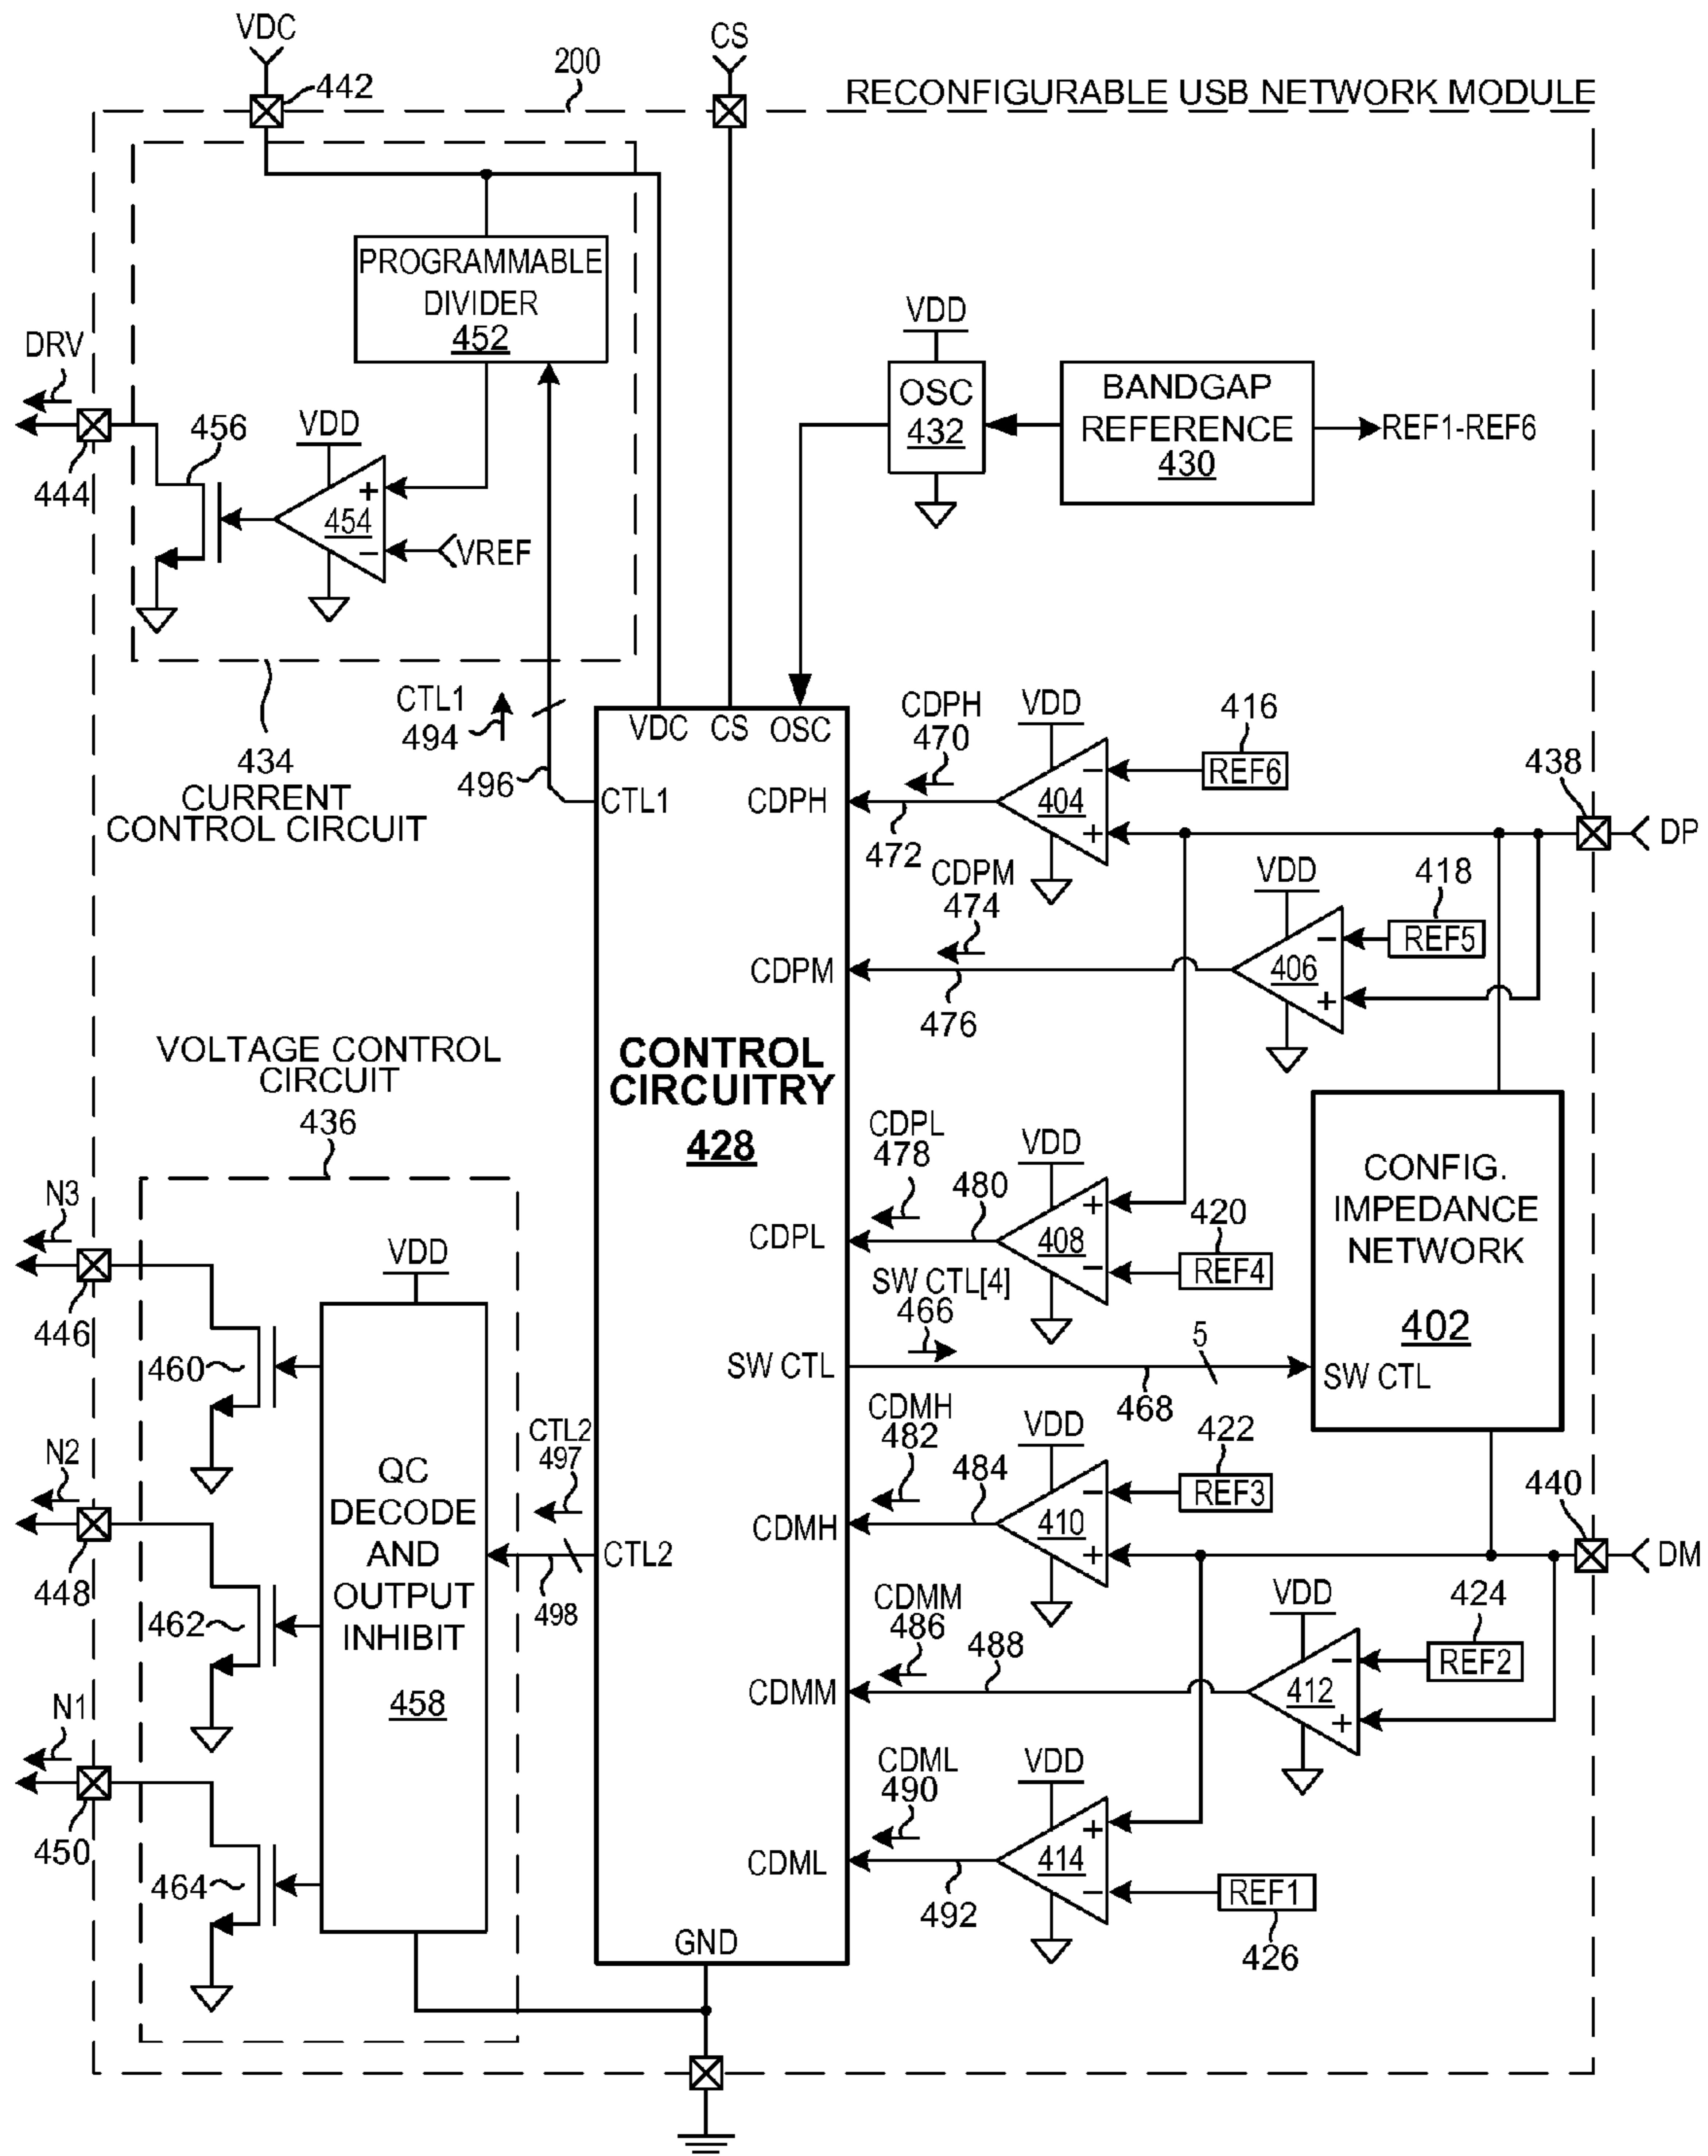 VDC
CS
200
442
RECONFIGURABLE USB NETWORK MODULE
PROGRAMMABLE
DIVIDER
452
DRV
444
456
VDD
+
454
−
VREF
VDD
OSC
432
BANDGAP
REFERENCE
430
REF1-REF6
434
CURRENT
CONTROL CIRCUIT
CTL1
494
496
VDC CS OSC
CTL1
CDPH
CDPM
CONTROL
CIRCUITRY
428
CDPL
SW CTL
CDMH
CTL2
CDMM
CDML
GND
CDPH
470
472
VDD
−
404
+
416
REF6
438
DP
CDPM
474
476
VDD
−
406
+
418
REF5
CDPL
478
480
VDD
+
408
−
420
REF4
CONFIG.
IMPEDANCE
NETWORK
402
SW CTL
SW CTL[4]
466
5
468
CDMH
482
484
VDD
−
410
+
422
REF3
440
DM
CDMM
486
488
VDD
−
412
+
424
REF2
CDML
490
492
VDD
+
414
−
REF1
426
VOLTAGE CONTROL
CIRCUIT
436
N3
446
460
VDD
N2
448
462
QC
DECODE
AND
OUTPUT
INHIBIT
458
CTL2
497
498
N1
450
464